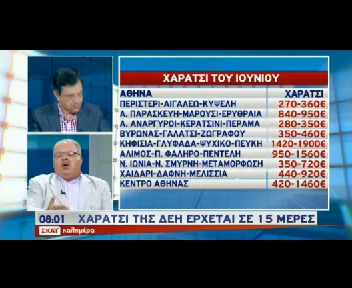 ΧΑΡΑΤΣΙ ΤΟΥ ΙΟΥΝΙΟΥ
ΑΘΗΝΑ ΧΑΡΑΤΣΙ
ΠΕΡΙΣΤΕΡΙ-ΑΙΓΑΛΕΩ-ΚΥΨΕΛΗ 270-360€
Α. ΠΑΡΑΣΚΕΥΗ-ΜΑΡΟΥΣΙ-ΕΡΥΘΡΑΙΑ 840-950€
Α. ΑΝΑΡΓΥΡΟΙ-ΚΕΡΑΤΣΙΝΙ-ΠΕΡΑΜΑ 280-350€
ΒΥΡΩΝΑΣ-ΓΑΛΑΤΣΙ-ΖΩΓΡΑΦΟΥ 350-460€
ΚΗΦΙΣΙΑ-ΓΛΥΦΑΔΑ-ΨΥΧΙΚΟ-ΠΕΥΚΗ 1420-1900€
ΑΛΙΜΟΣ-Π. ΦΑΛΗΡΟ-ΠΕΝΤΕΛΗ 950-1560€
Ν. ΙΩΝΙΑ-Ν. ΣΜΥΡΝΗ-ΜΕΤΑΜΟΡΦΩΣΗ 350-720€
ΧΑΙΔΑΡΙ-ΔΑΦΝΗ-ΜΕΛΙΣΣΙΑ 440-920€
ΚΕΝΤΡΟ ΑΘΗΝΑΣ 420-1460€
08:01 ΧΑΡΑΤΣΙ ΤΗΣ ΔΕΗ ΕΡΧΕΤΑΙ ΣΕ 15 ΜΕΡΕΣ
ΣΚΑΪ καλημέρα